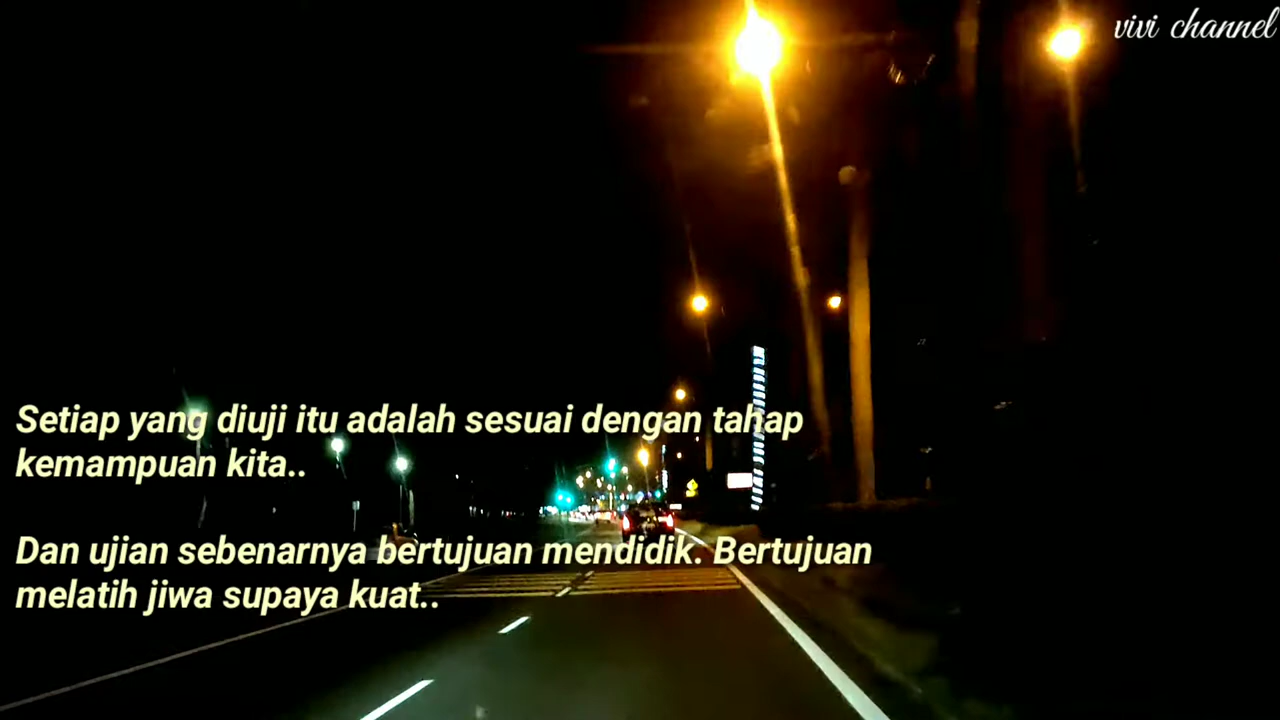 vivi channel
Setiap yang diuji itu adalah sesuai dengan tahap
kemampuan kita..
Dan ujian sebenarnya bertujuan mendidik. Bertujuan
melatih jiwa supaya kuat..